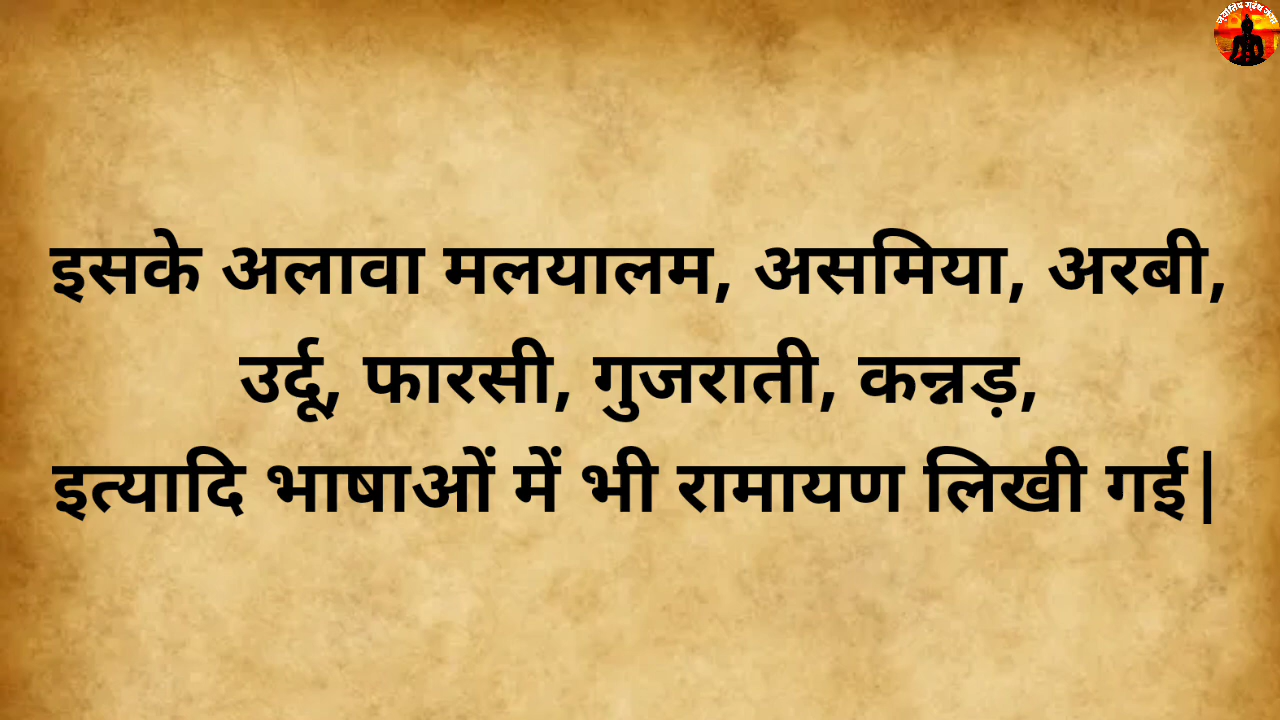 इसके अलावा मलयालम, असमिया, अरबी,
उर्दू, फारसी, गुजराती, कन्नड़,
इत्यादि भाषाओं में भी रामायण लिखी गई|